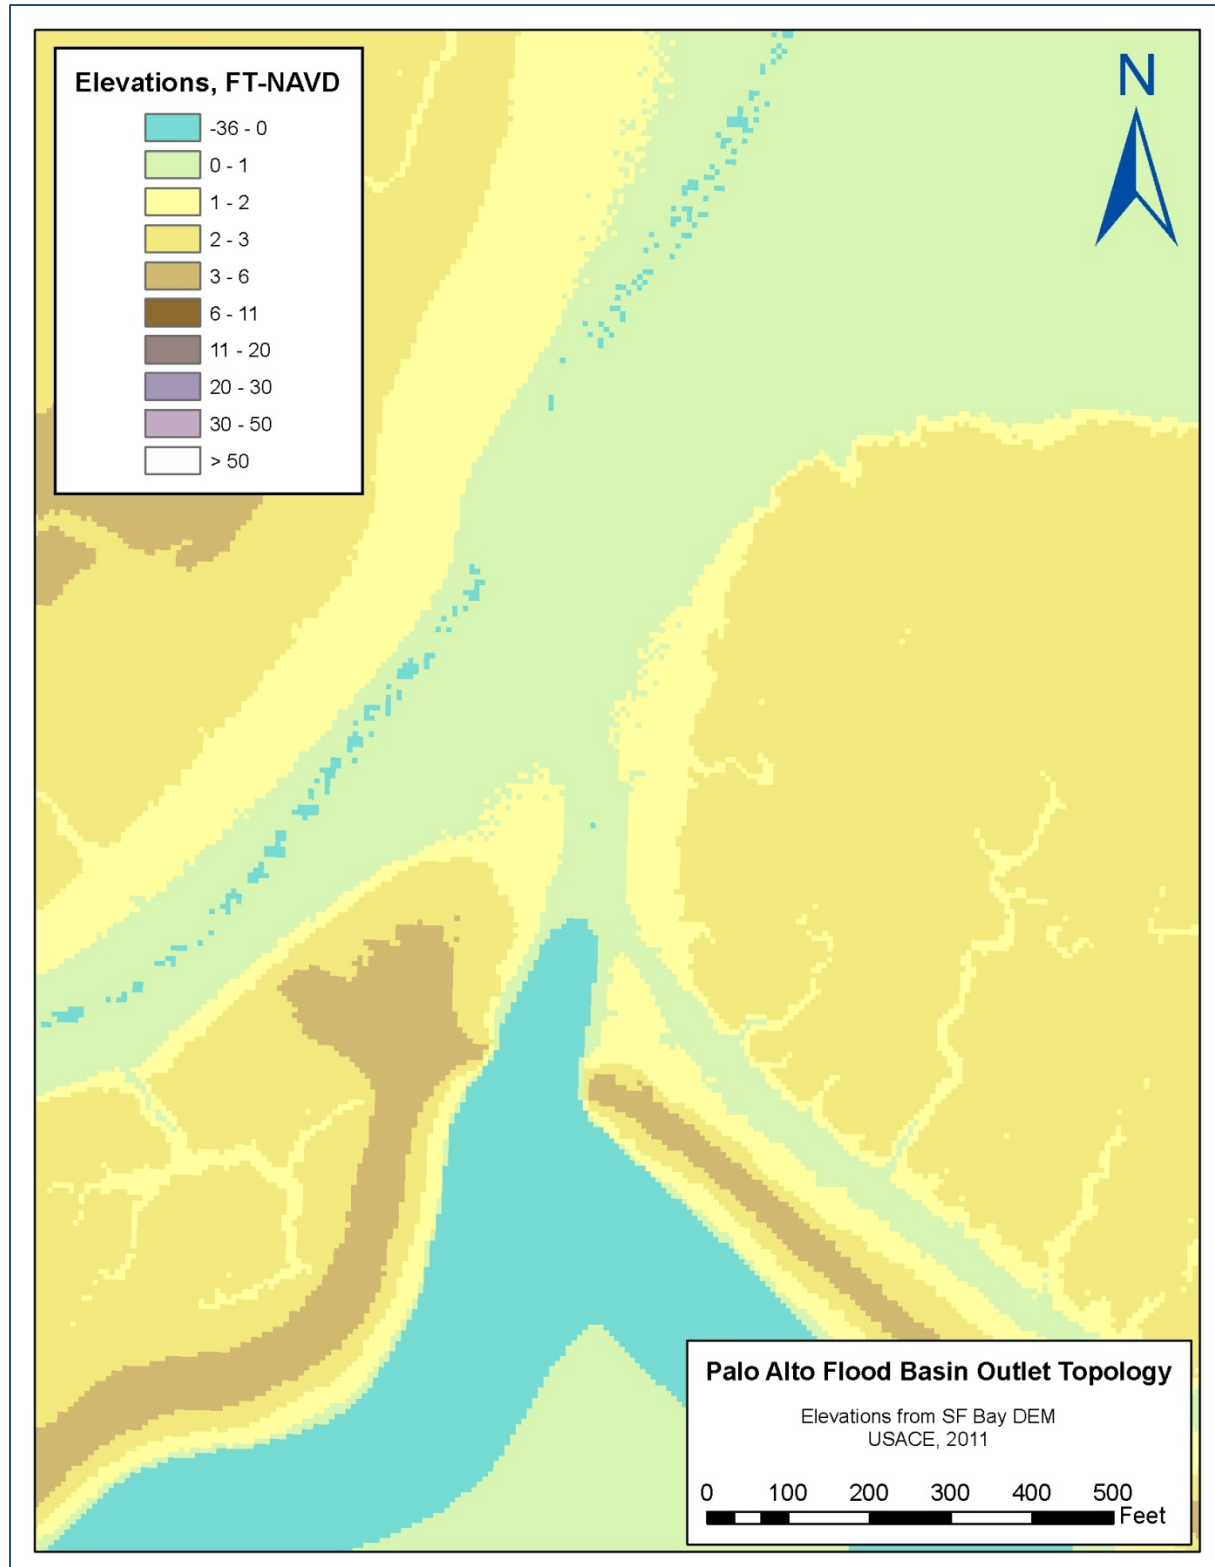 Elevations, FT-NAVD
-36 - 0
0 - 1
1 - 2
2 - 3
3 - 6
6 - 11
11 - 20
20 - 30
30 - 50
> 50
N
Palo Alto Flood Basin Outlet Topology
Elevations from SF Bay DEM
USACE, 2011
0 100 200 300 400 500
Feet